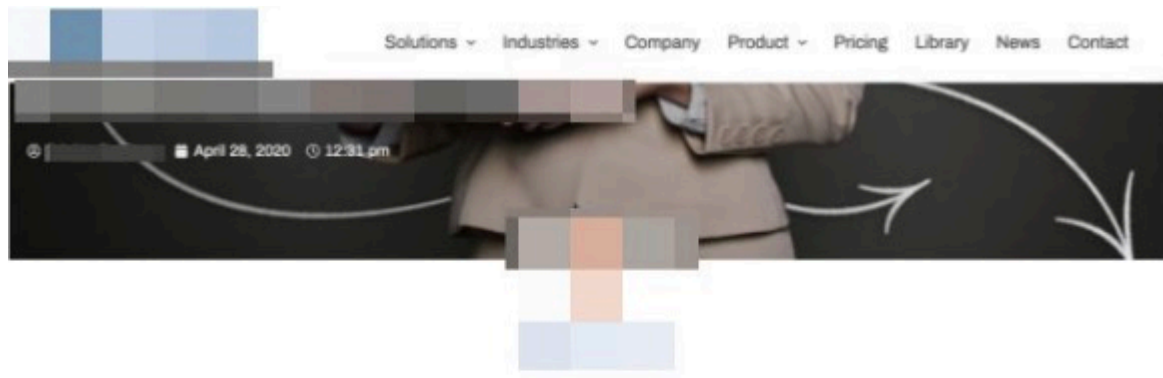 Solutions Industries Company Product Pricing Library News Contact
April 28, 2020 12:31 pm